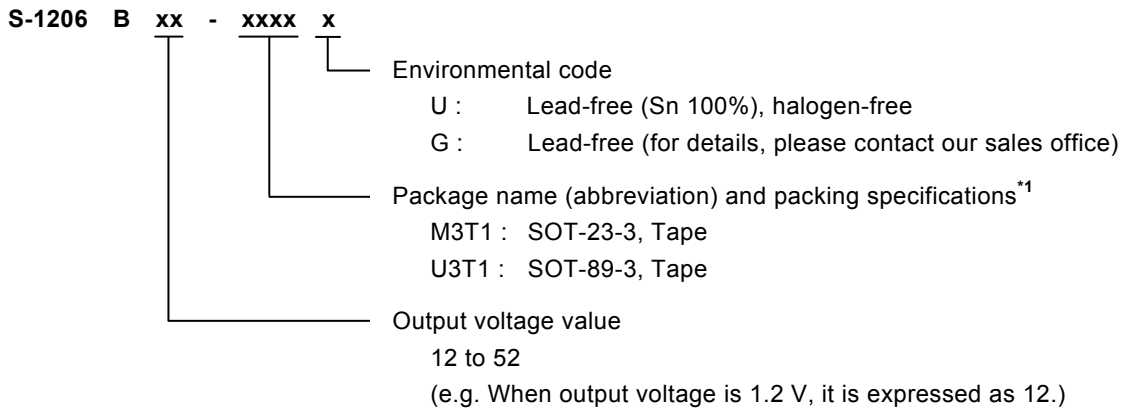 S-1206 B xx - xxxx x
Environmental code
U : Lead-free (Sn 100%), halogen-free
G : Lead-free (for details, please contact our sales office)
Package name (abbreviation) and packing specifications*1
M3T1 : SOT-23-3, Tape
U3T1 : SOT-89-3, Tape
Output voltage value
12 to 52
(e.g. When output voltage is 1.2 V, it is expressed as 12.)